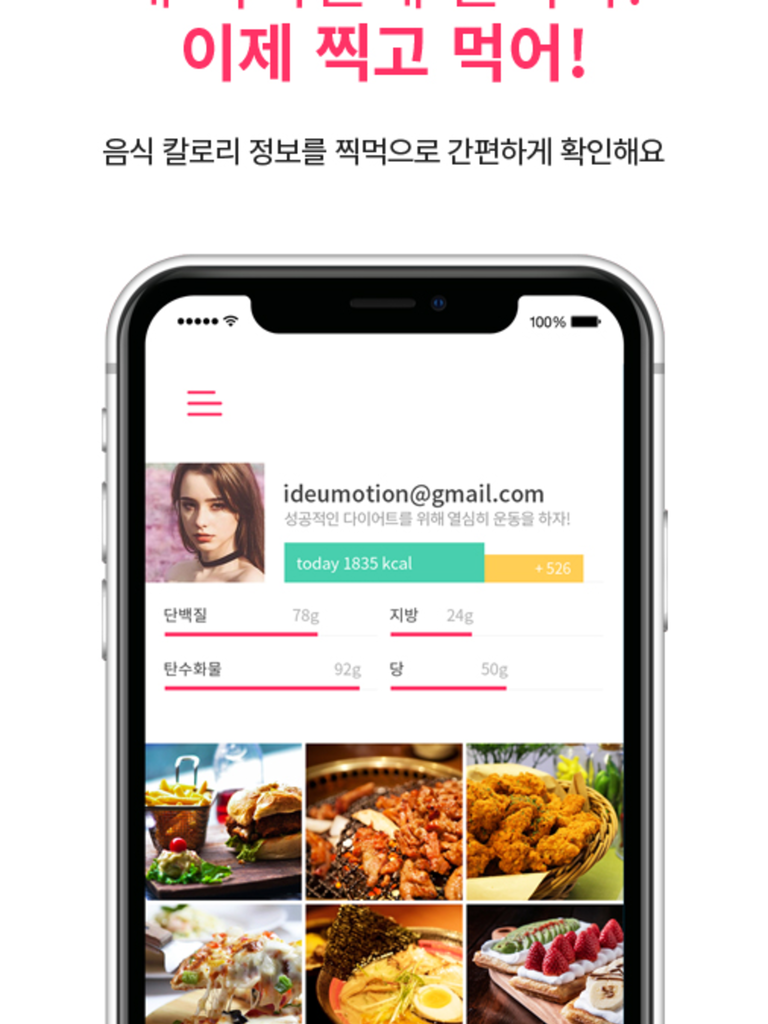 이제 찍고 먹어!
음식 칼로리 정보를 찍먹으로 간편하게 확인해요
100%
ideumotion@gmail.com
성공적인 다이어트를 위해 열심히 운동을 하자!
today 1835 kcal
+ 526
단백질 78g
지방 24g
탄수화물 92g
당 50g